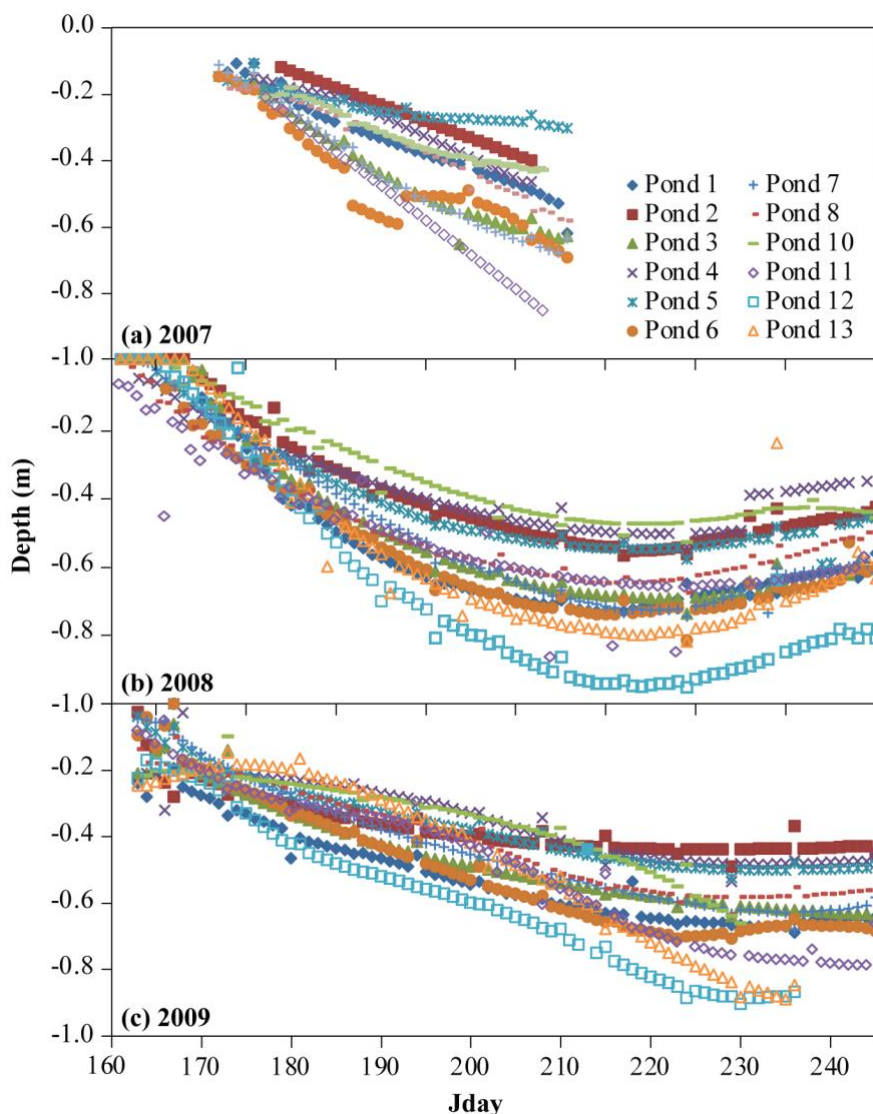 0.0
-0.2
-0.4
-0.6
-0.8
-1.0
Pond 1
Pond 2
Pond 3
Pond 4
Pond 5
Pond 6
Pond 7
Pond 8
Pond 10
Pond 11
Pond 12
Pond 13
(a) 2007
Depth (m)
-0.2
-0.4
-0.6
-0.8
-1.0
(b) 2008
-0.2
-0.4
-0.6
-0.8
-1.0
(c) 2009
160
170
180
190
200
210
220
230
240
Jday